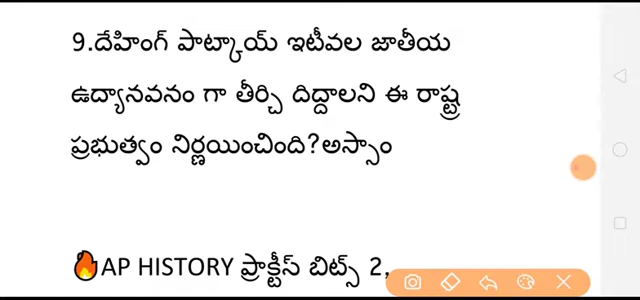 9.దేహింగ్ పాట్కాయ్ ఇటీవల జాతీయ
ఉద్యానవనం గా తీర్చి దిద్దాలని ఈ రాష్ట్ర
ప్రభుత్వం నిర్ణయించింది?అస్సాం
🔥AP HISTORY ప్రాక్టీస్ బిట్స్ 2,